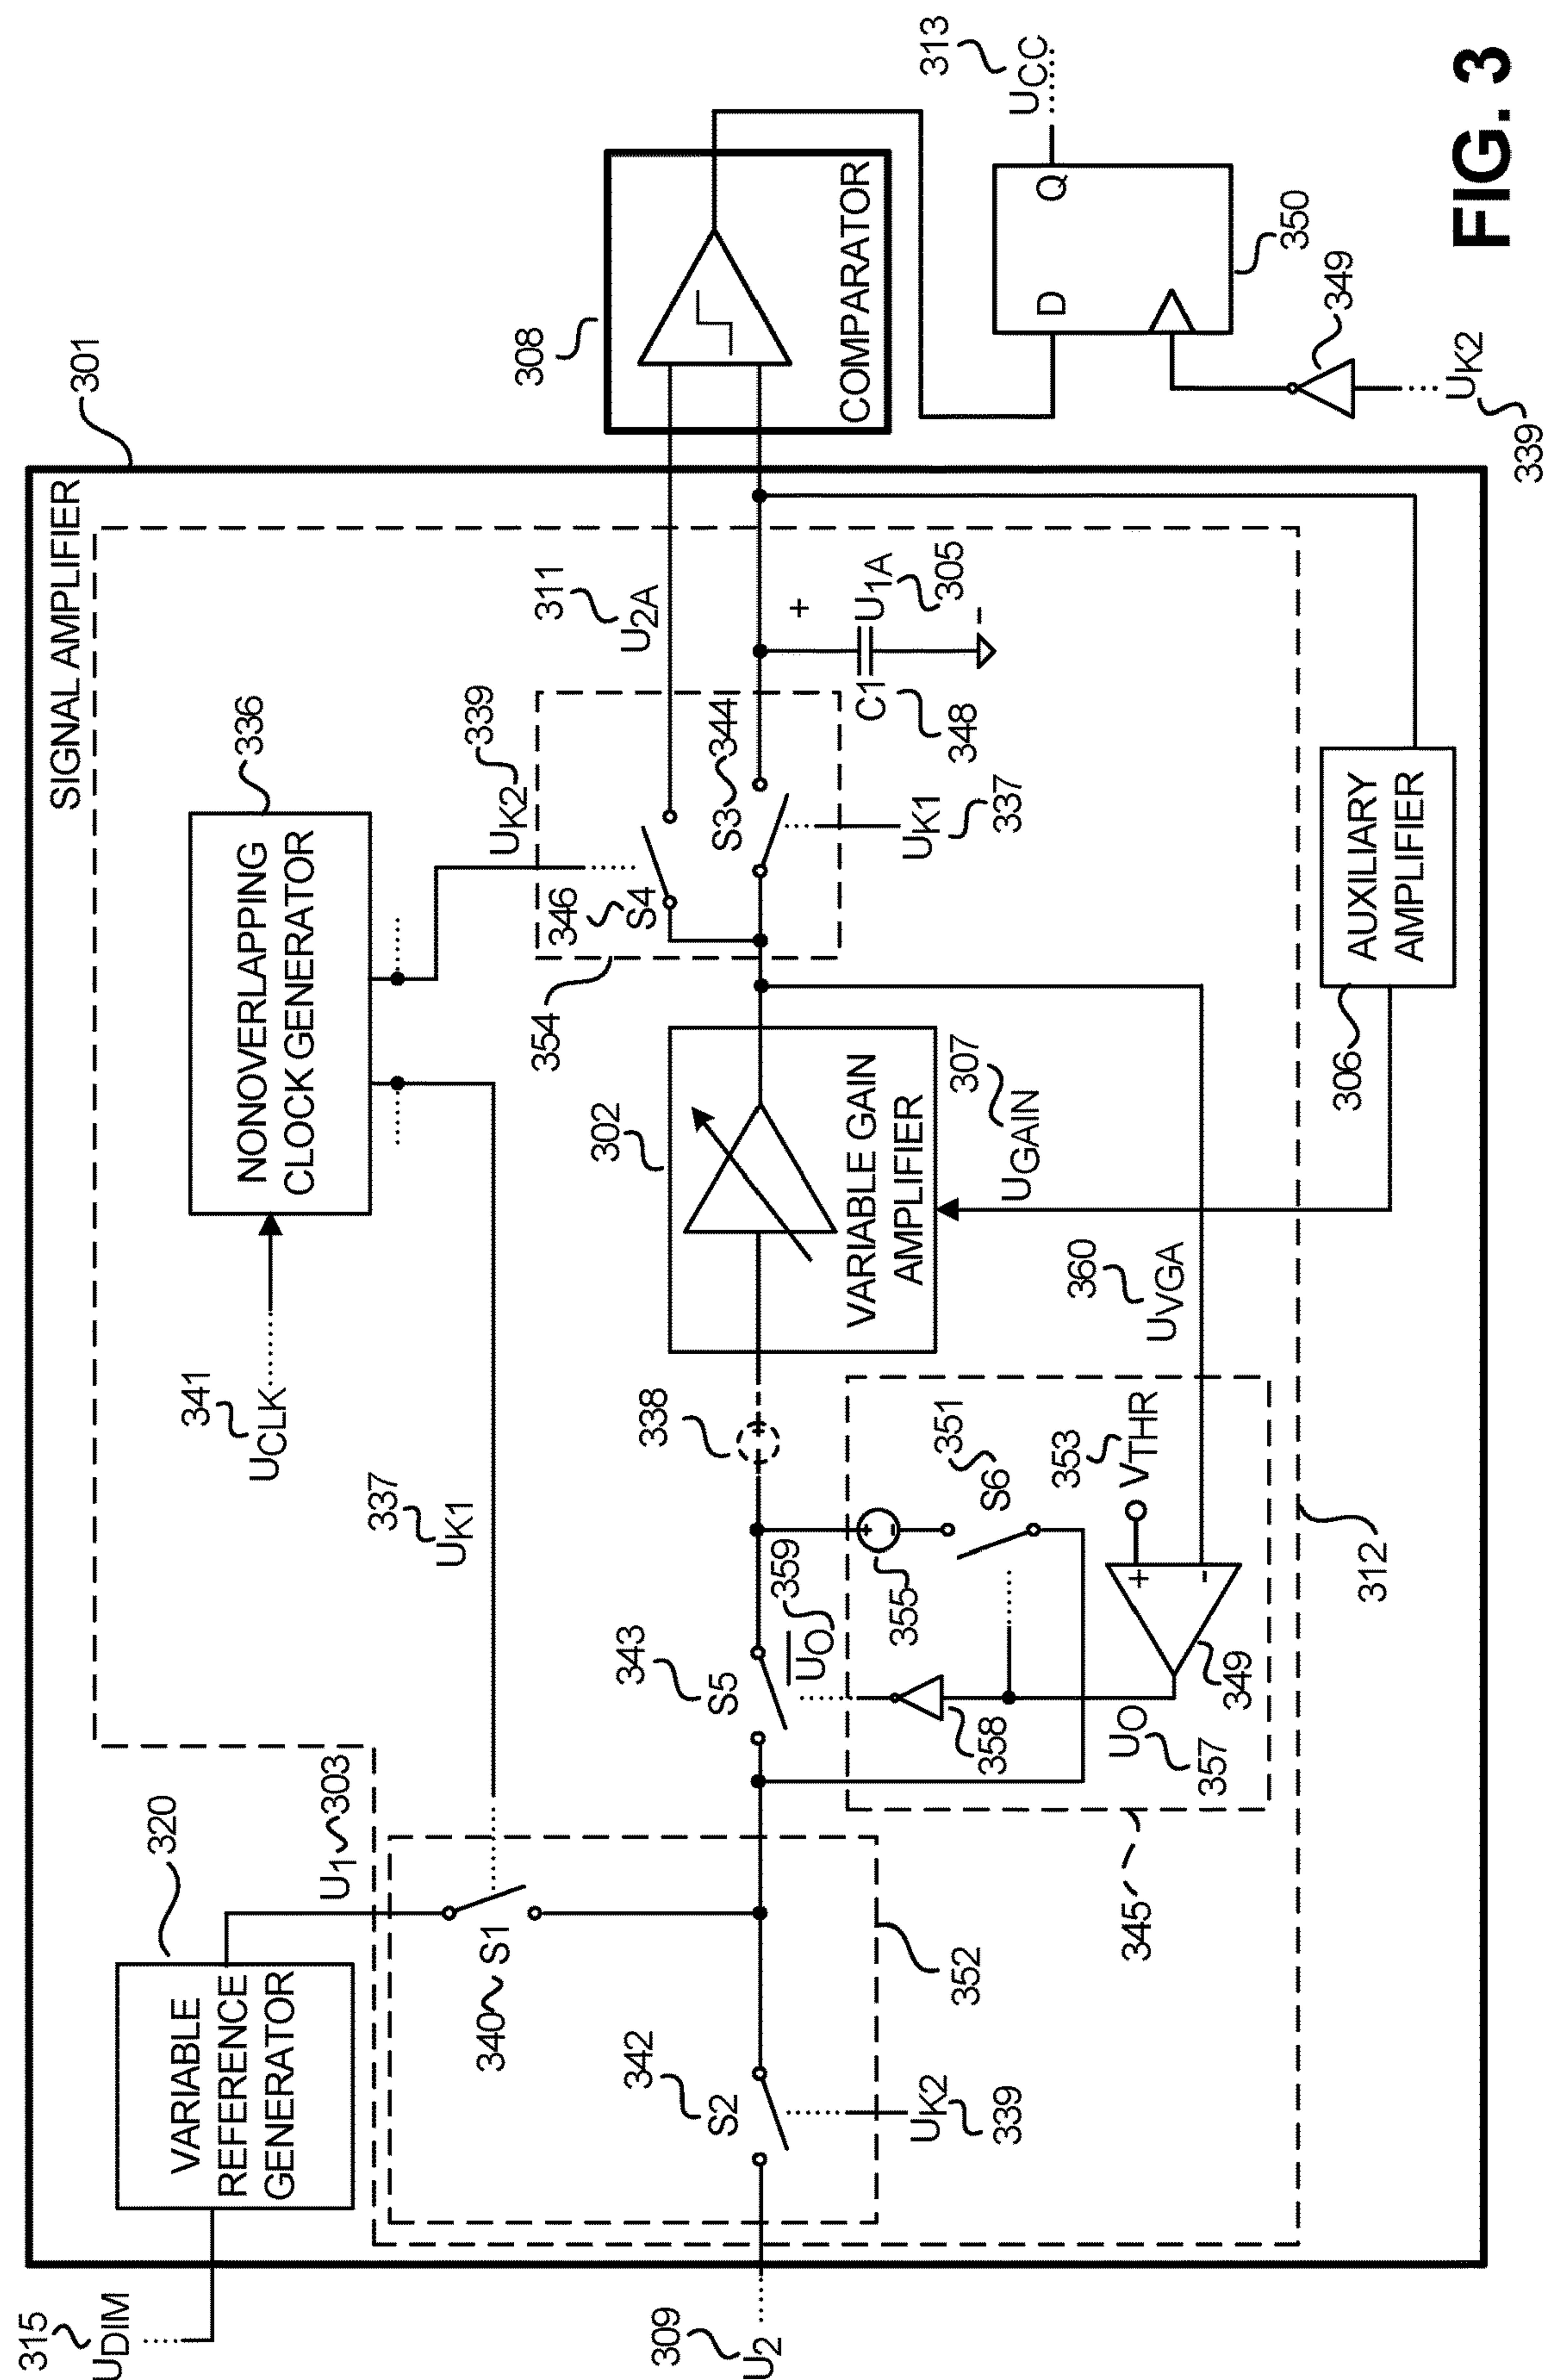 SIGNAL AMPLIFIER
301
315
UDIM
VARIABLE
REFERENCE
GENERATOR
320
U1
303
341
UCLK
NONOVERLAPPING
CLOCK GENERATOR
336
337
UK1
UK2
339
340
S1
352
342
S2
UK2
339
309
U2
343
S5
338
302
VARIABLE GAIN
AMPLIFIER
307
UGAIN
354
346
S4
S3
344
UK1
337
311
U2A
+
U1A
305
-
C1
348
308
COMPARATOR
D
Q
350
313
UCC
349
UK2
339
345
UO
359
+
-
355
351
S6
353
VTHR
+
-
349
358
UO
357
360
UVGA
312
306
AUXILIARY
AMPLIFIER
FIG. 3